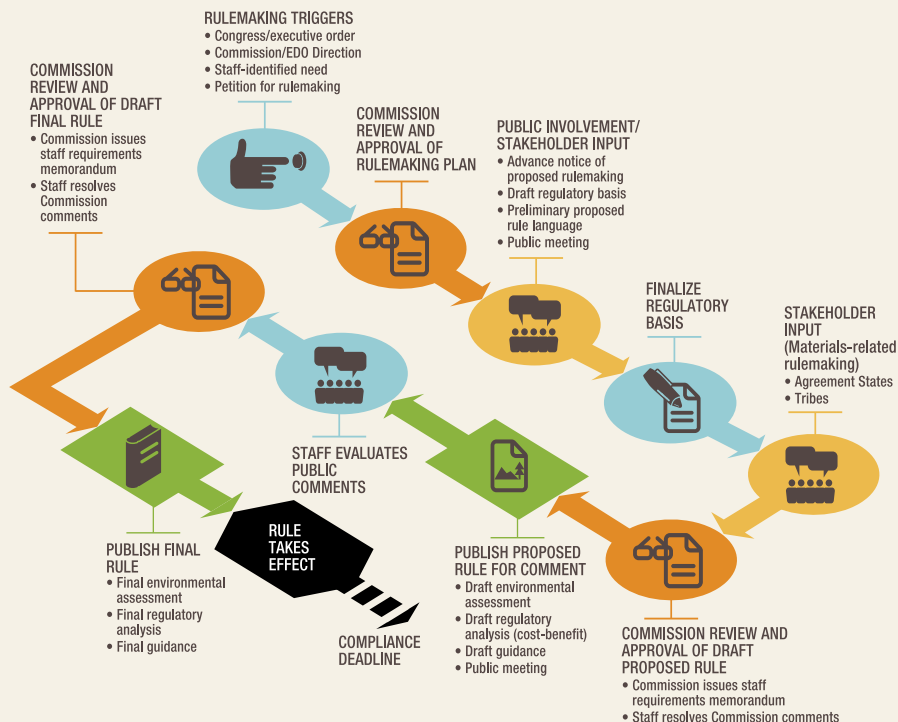 RULEMAKING TRIGGERS
• Congress/executive order
• Commission/EDO Direction
• Staff-identified need
• Petition for rulemaking
COMMISSION
REVIEW AND
APPROVAL OF
RULEMAKING PLAN
PUBLIC INVOLVEMENT/
STAKEHOLDER INPUT
• Advance notice of
proposed rulemaking
• Draft regulatory basis
• Preliminary proposed
rule language
• Public meeting
FINALIZE
REGULATORY
BASIS
STAKEHOLDER
INPUT
(Materials-related
rulemaking)
• Agreement States
• Tribes
COMMISSION REVIEW AND
APPROVAL OF DRAFT
PROPOSED RULE
• Commission issues staff
requirements memorandum
• Staff resolves Commission comments
PUBLISH PROPOSED
RULE FOR COMMENT
• Draft environmental
assessment
• Draft regulatory
analysis (cost-benefit)
• Draft guidance
• Public meeting
STAFF EVALUATES
PUBLIC
COMMENTS
COMMISSION
REVIEW AND
APPROVAL OF DRAFT
FINAL RULE
• Commission issues
staff requirements
memorandum
• Staff resolves
Commission
comments
PUBLISH FINAL
RULE
• Final environmental
assessment
• Final regulatory
analysis
• Final guidance
RULE
TAKES
EFFECT
COMPLIANCE
DEADLINE